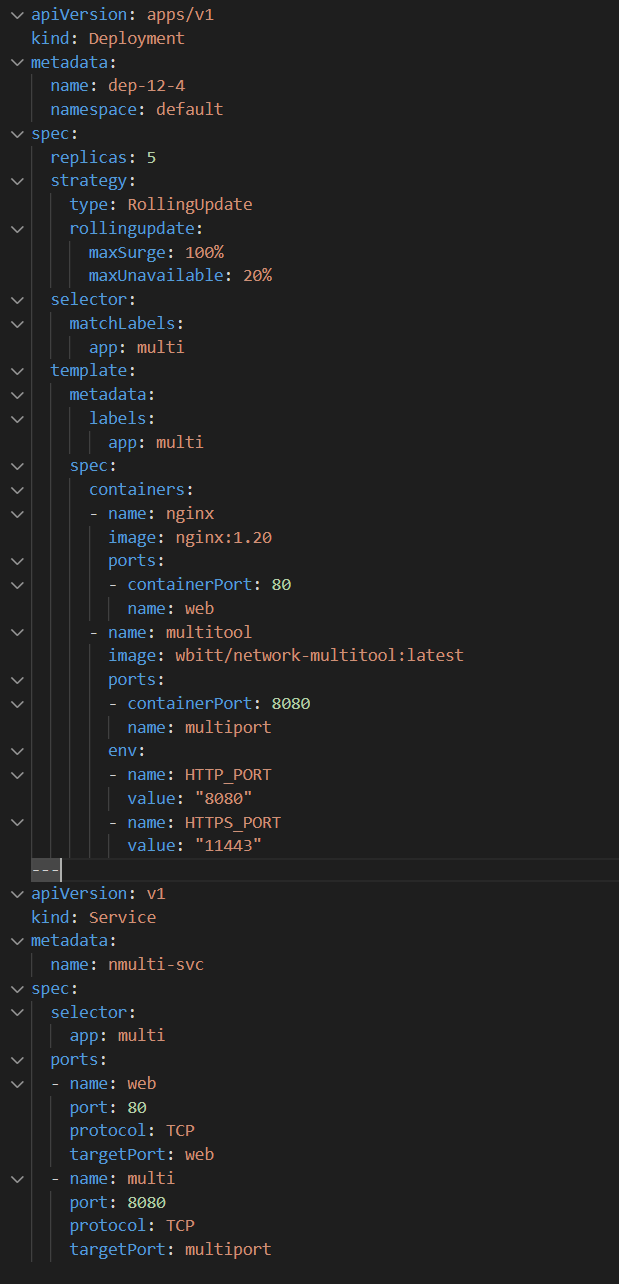 apiVersion: apps/v1
kind: Deployment
metadata:
  name: dep-12-4
  namespace: default
spec:
  replicas: 5
  strategy:
    type: RollingUpdate
    rollingupdate:
      maxSurge: 100%
      maxUnavailable: 20%
  selector:
    matchLabels:
      app: multi
  template:
    metadata:
      labels:
        app: multi
    spec:
      containers:
      - name: nginx
        image: nginx:1.20
        ports:
        - containerPort: 80
          name: web
      - name: multitool
        image: wbitt/network-multitool:latest
        ports:
        - containerPort: 8080
          name: multiport
        env:
        - name: HTTP_PORT
          value: "8080"
        - name: HTTPS_PORT
          value: "11443"
---
apiVersion: v1
kind: Service
metadata:
  name: nmulti-svc
spec:
  selector:
    app: multi
  ports:
  - name: web
    port: 80
    protocol: TCP
    targetPort: web
  - name: multi
    port: 8080
    protocol: TCP
    targetPort: multiport